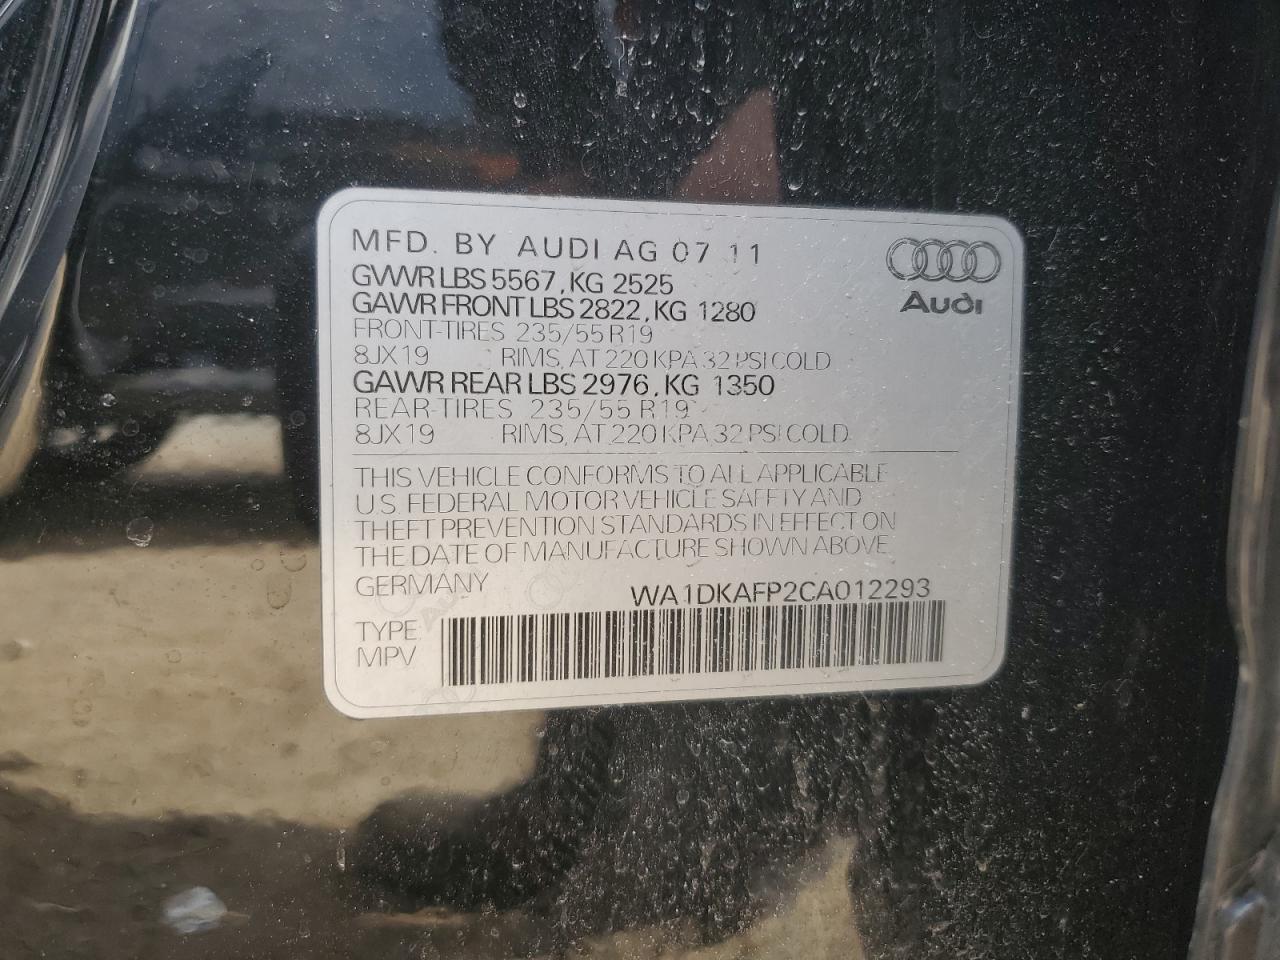 MFD. BY AUDI AG 07 11
GVWR LBS 5567, KG 2525
GAWR FRONT LBS 2822, KG 1280
FRONT-TIRES 235/55 R19
8JX19 RIMS, AT 220 KPA 32 PSI COLD
GAWR REAR LBS 2976, KG 1350
REAR-TIRES 235/55 R19
8JX19 RIMS, AT 220 KPA 32 PSI COLD
Audi
THIS VEHICLE CONFORMS TO ALL APPLICABLE
U.S. FEDERAL MOTOR VEHICLE SAFETY AND
THEFT PREVENTION STANDARDS IN EFFECT ON
THE DATE OF MANUFACTURE SHOWN ABOVE
GERMANY WA1DKAFP2CA012293
TYPE
MPV